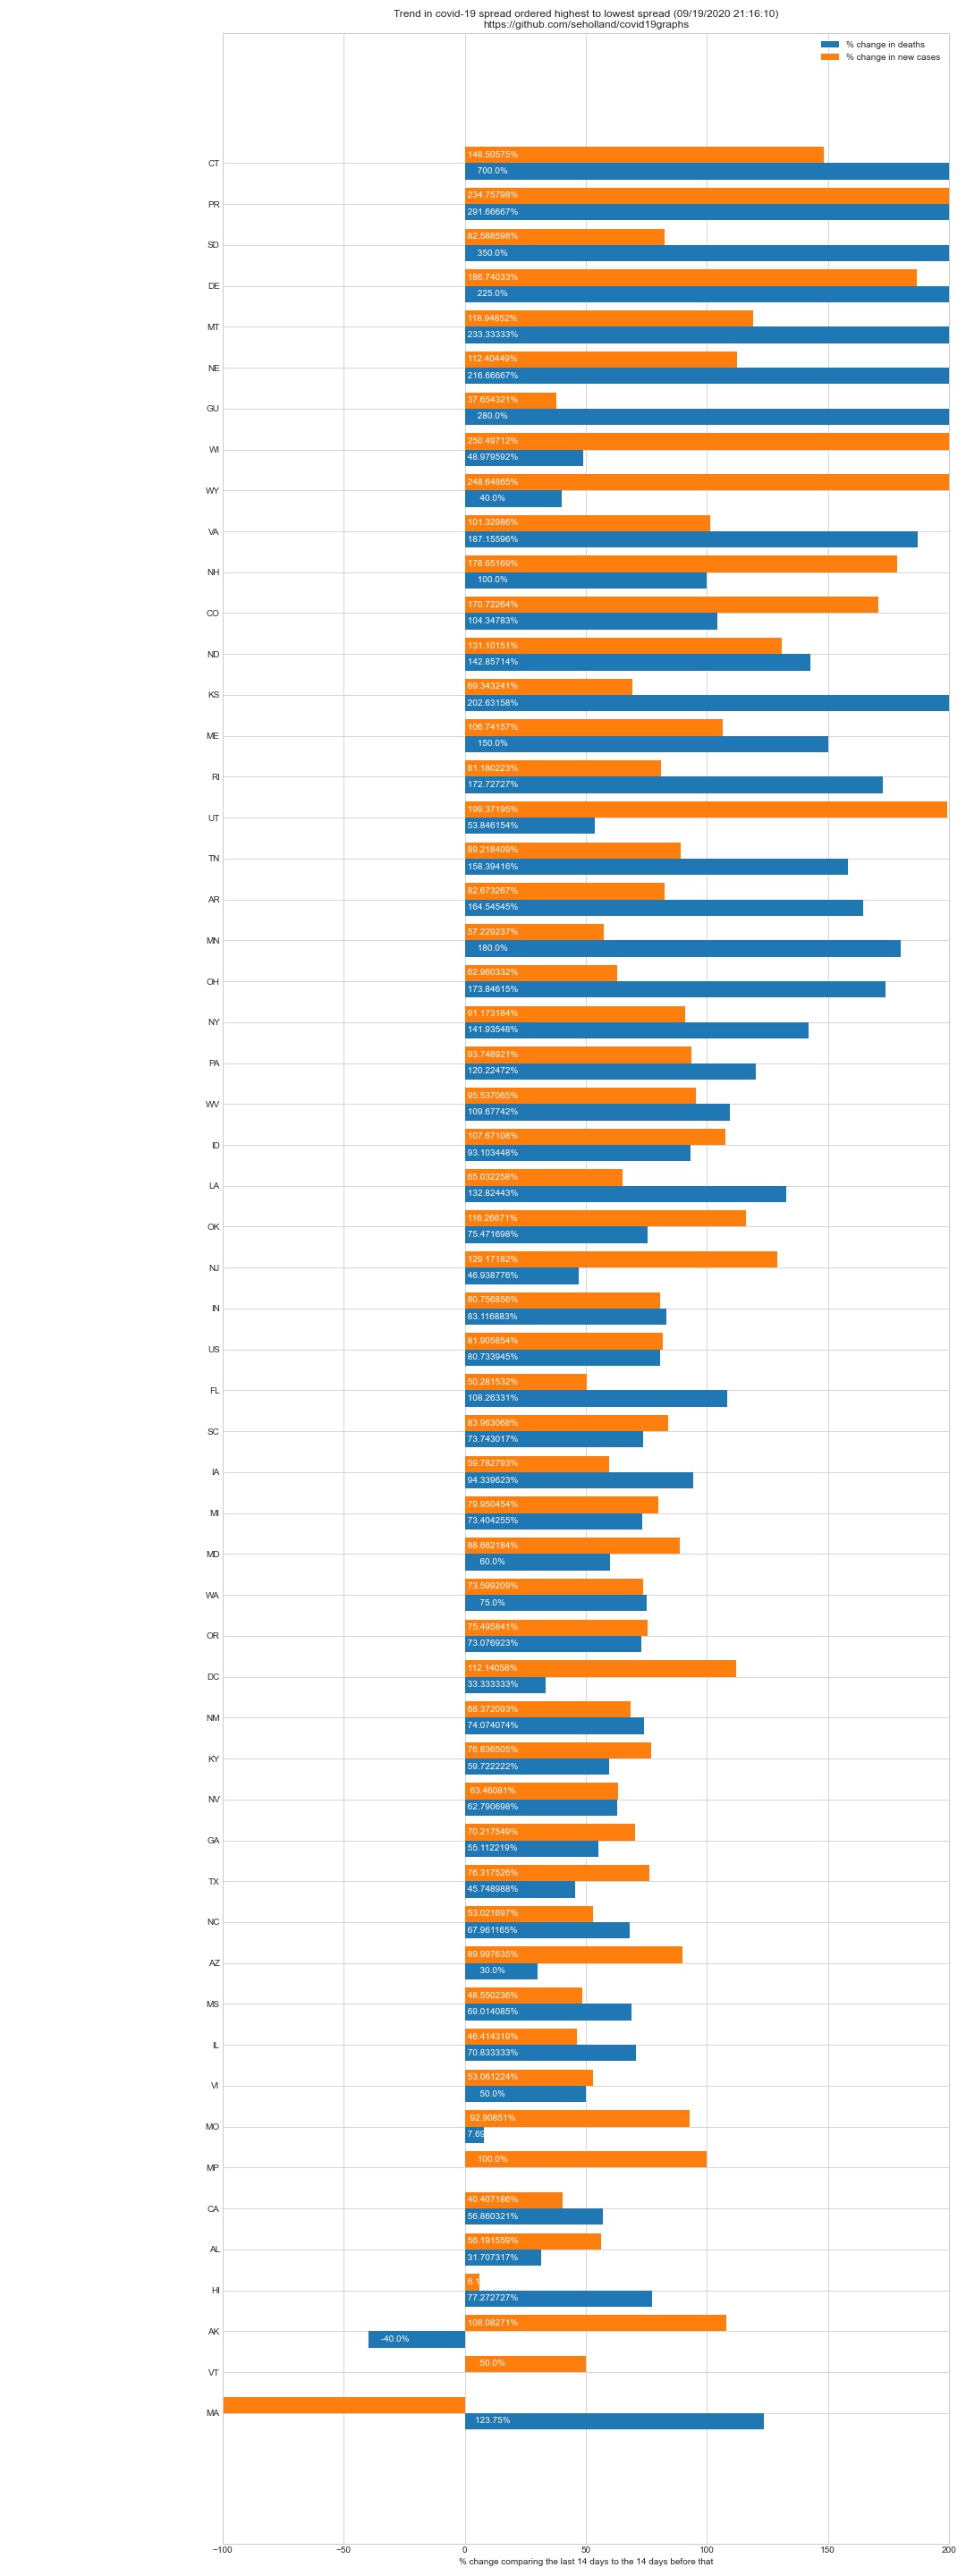 Trend in covid-19 spread ordered highest to lowest spread (09/19/2020 21:16:10)
https://github.com/seholland/covid19graphs
% change in deaths
% change in new cases
148.50575%
CT
700.0%
234.75798%
PR
291.66667%
82.588598%
SD
350.0%
186.74033%
DE
225.0%
118.94852%
MT
233.33333%
112.40449%
NE
216.66667%
37.654321%
GU
280.0%
250.49712%
WI
48.979592%
248.64865%
WY
40.0%
101.32986%
VA
187.15596%
178.65169%
NH
100.0%
170.72264%
CO
104.34783%
131.10151%
ND
142.85714%
69.343241%
KS
202.63158%
106.74157%
ME
150.0%
81.180223%
RI
172.72727%
199.37195%
UT
53.846154%
89.218409%
TN
158.39416%
82.673267%
AR
164.54545%
57.229237%
MN
180.0%
62.960332%
OH
173.84615%
91.173184%
NY
141.93548%
93.748921%
PA
120.22472%
95.537065%
WV
109.67742%
107.67108%
ID
93.103448%
65.032258%
LA
132.82443%
116.26671%
OK
75.471698%
129.17182%
NJ
46.938776%
80.756856%
IN
83.116883%
81.905854%
US
80.733945%
50.281532%
FL
108.26331%
83.963068%
SC
73.743017%
59.782793%
IA
94.339623%
79.950454%
MI
73.404255%
88.662184%
MD
60.0%
73.599209%
WA
75.0%
75.495841%
OR
73.076923%
112.14058%
DC
33.333333%
68.372093%
NM
74.074074%
76.836505%
KY
59.722222%
63.46081%
NV
62.790698%
70.217549%
GA
55.112219%
76.317526%
TX
45.748988%
53.021697%
NC
67.961165%
89.997635%
AZ
30.0%
48.550236%
MS
69.014085%
46.414319%
IL
70.833333%
53.061224%
VI
50.0%
92.90851%
MO
7.69
100.0%
MP
40.407186%
CA
56.860321%
56.191559%
AL
31.707317%
6.1
HI
77.272727%
108.08271%
AK
-40.0%
50.0%
VT
MA
123.75%
−100 −50 0 50 100 150 200
% change comparing the last 14 days to the 14 days before that